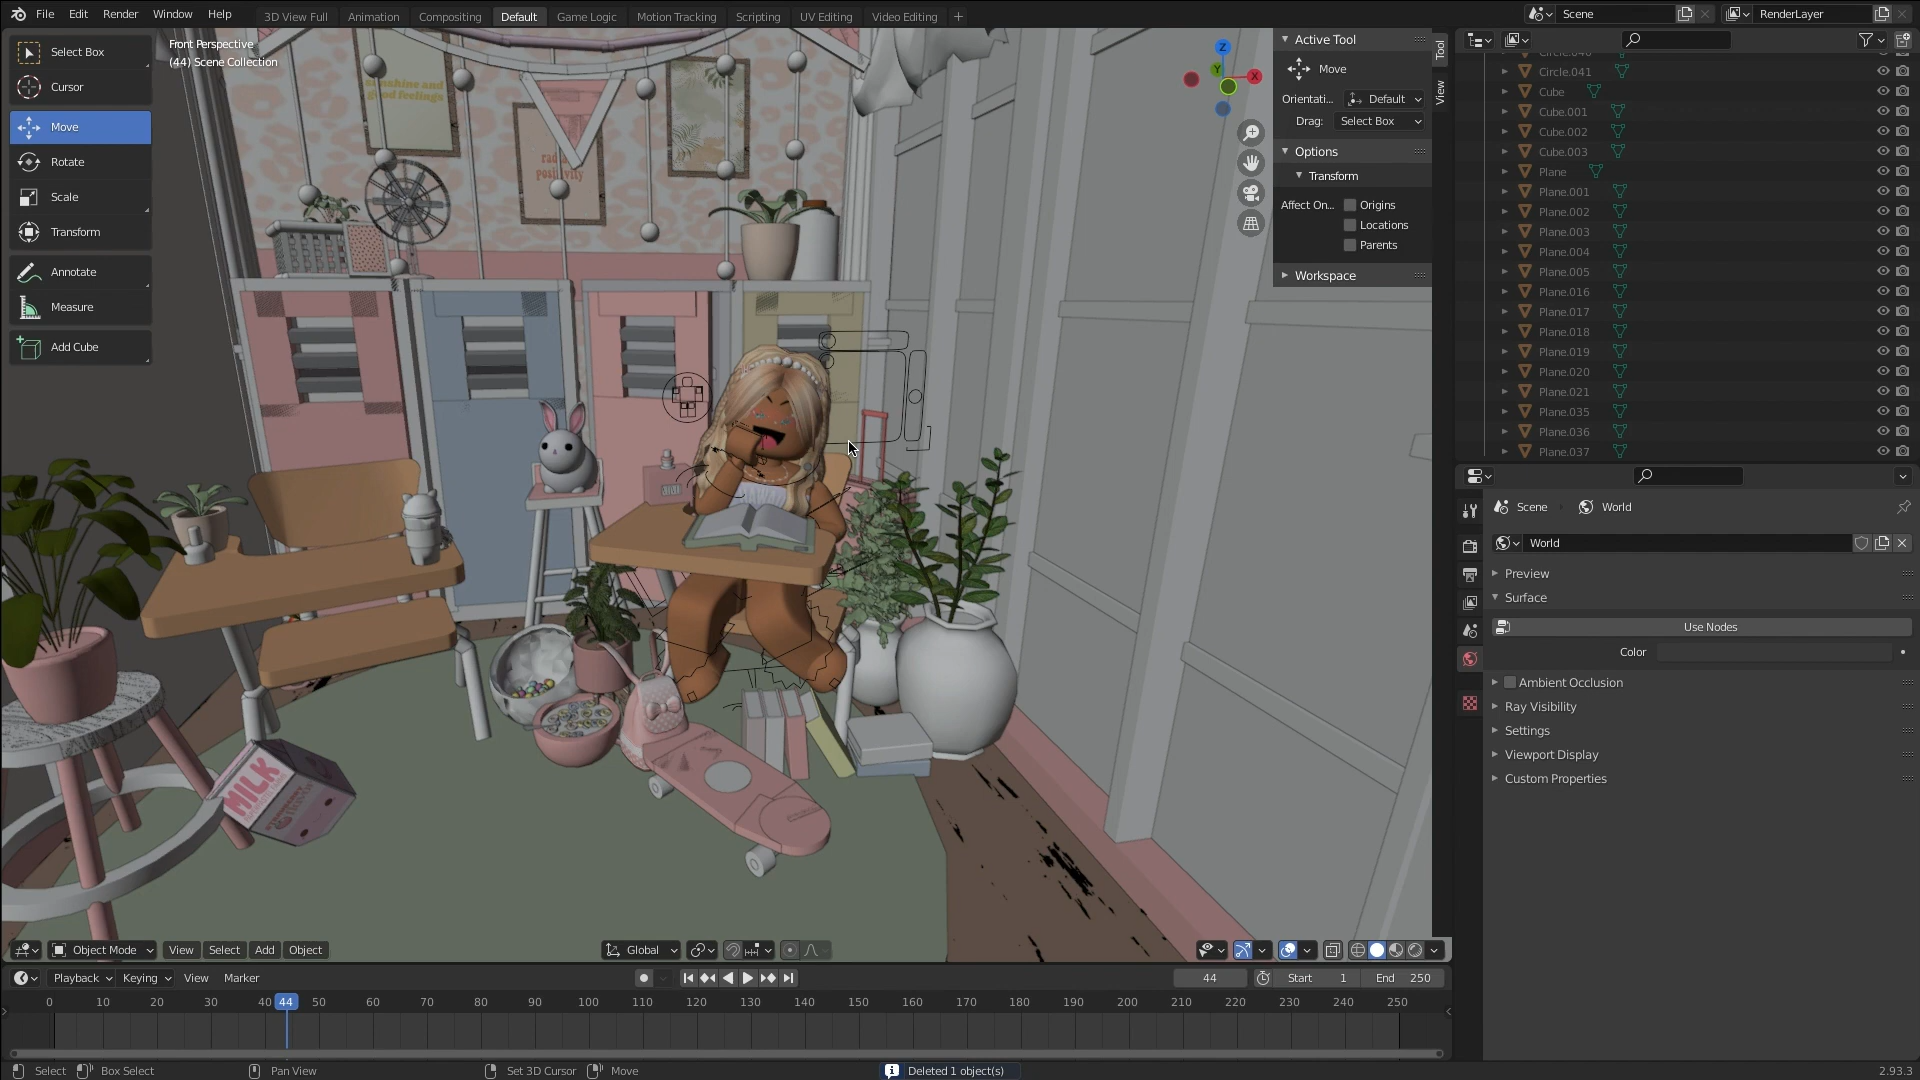 File Edit Render Window Help
3D View Full Animation Compositing Default Game Logic Motion Tracking Scripting UV Editing Video Editing
Scene
RenderLayer
Select Box
Cursor
Move
Rotate
Scale
Transform
Annotate
Measure
Add Cube
Front Perspective
(44) Scene Collection
sunshine and
good feelings
positivity
MILK
Z
Y
X
Active Tool
Move
Orientati... Default
Drag: Select Box
Options
Transform
Affect On... Origins
Locations
Parents
Workspace
Tool
View
Circle.041
Cube
Cube.001
Cube.002
Cube.003
Plane
Plane.001
Plane.002
Plane.003
Plane.004
Plane.005
Plane.016
Plane.017
Plane.018
Plane.019
Plane.020
Plane.021
Plane.035
Plane.036
Plane.037
Scene World
World
Preview
Surface
Use Nodes
Color
Ambient Occlusion
Ray Visibility
Settings
Viewport Display
Custom Properties
Object Mode View Select Add Object
Global
Playback Keying View Marker
44 Start 1 End 250
0 10 20 30 40 44 50 60 70 80 90 100 110 120 130 140 150 160 170 180 190 200 210 220 230 240 250
Select Box Select Pan View Set 3D Cursor Move
Deleted 1 object(s)
2.93.3